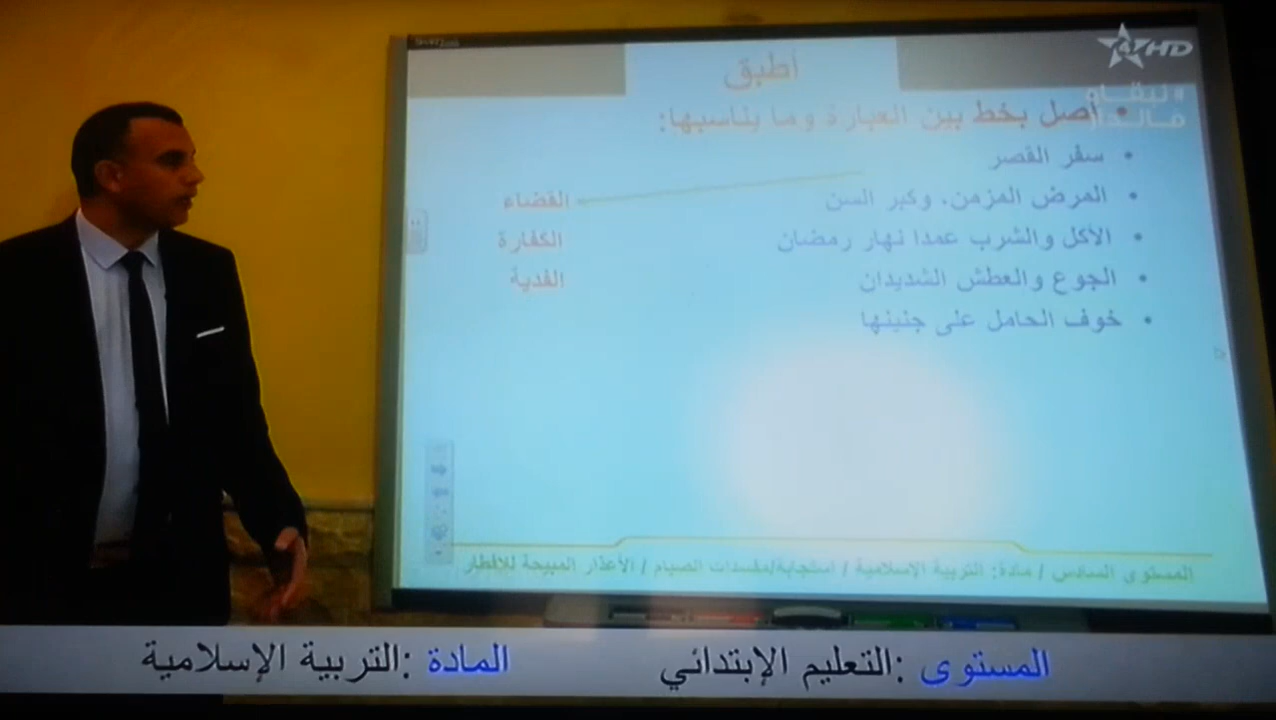 HD
أطبق
• أصل بخط بين العبارة وما يناسبها:
• سفر القصر
• المرض المزمن، وكبر السن القضاء
• الأكل والشرب عمدا نهار رمضان الكفارة
• الجوع والعطش الشديدان الفدية
• خوف الحامل على جنينها
المستوى السادس / مادة: التربية الإسلامية / استجابة/مفسدات الصيام / الأعذار المبيحة للإفطار
المستوى :التعليم الإبتدائي المادة :التربية الإسلامية